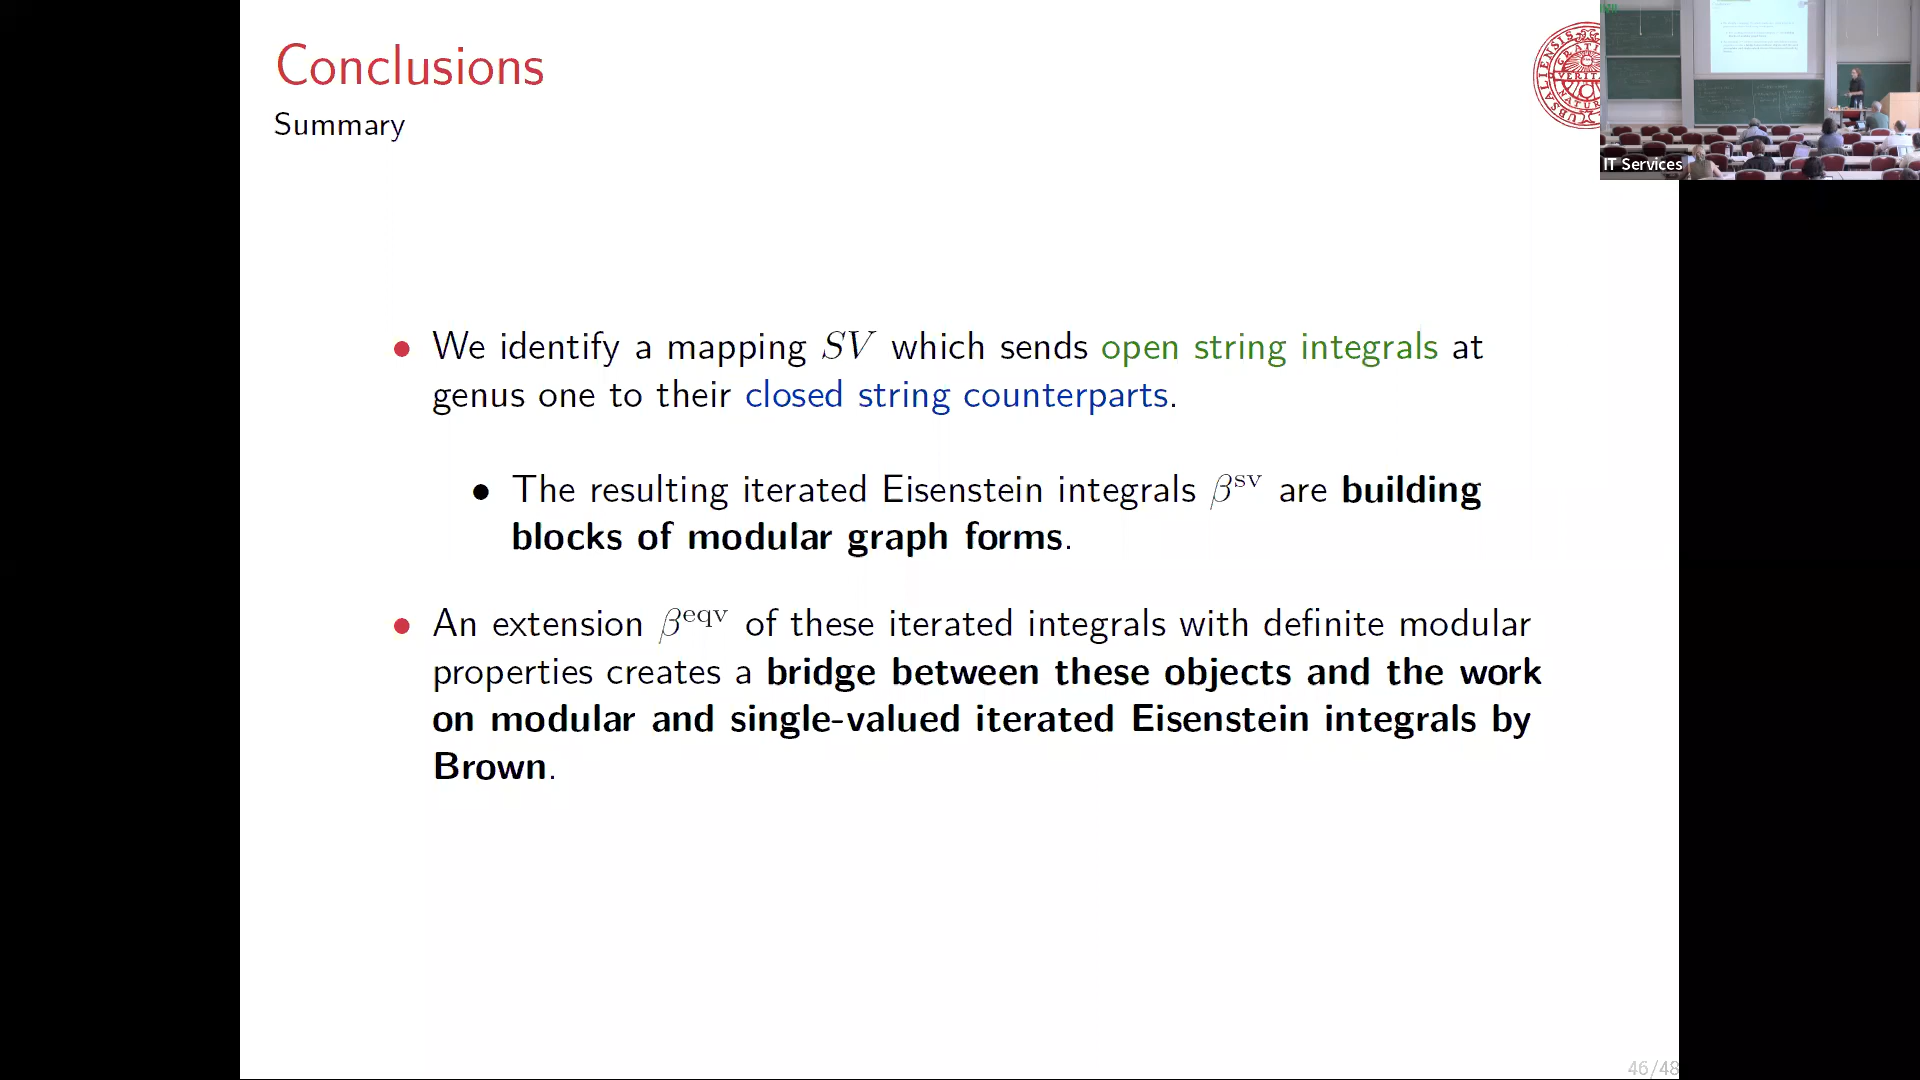 Conclusions
Summary
IT Services
• We identify a mapping SV which sends open string integrals at
genus one to their closed string counterparts.
• The resulting iterated Eisenstein integrals βˢᵛ are building
blocks of modular graph forms.
• An extension β^eqv of these iterated integrals with definite modular
properties creates a bridge between these objects and the work
on modular and single-valued iterated Eisenstein integrals by
Brown.
46/48